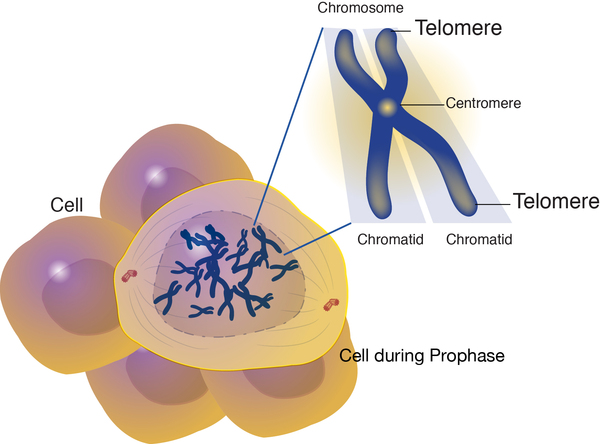 Chromosome
Telomere
Centromere
Cell
Telomere
Chromatid
Chromatid
Cell during Prophase